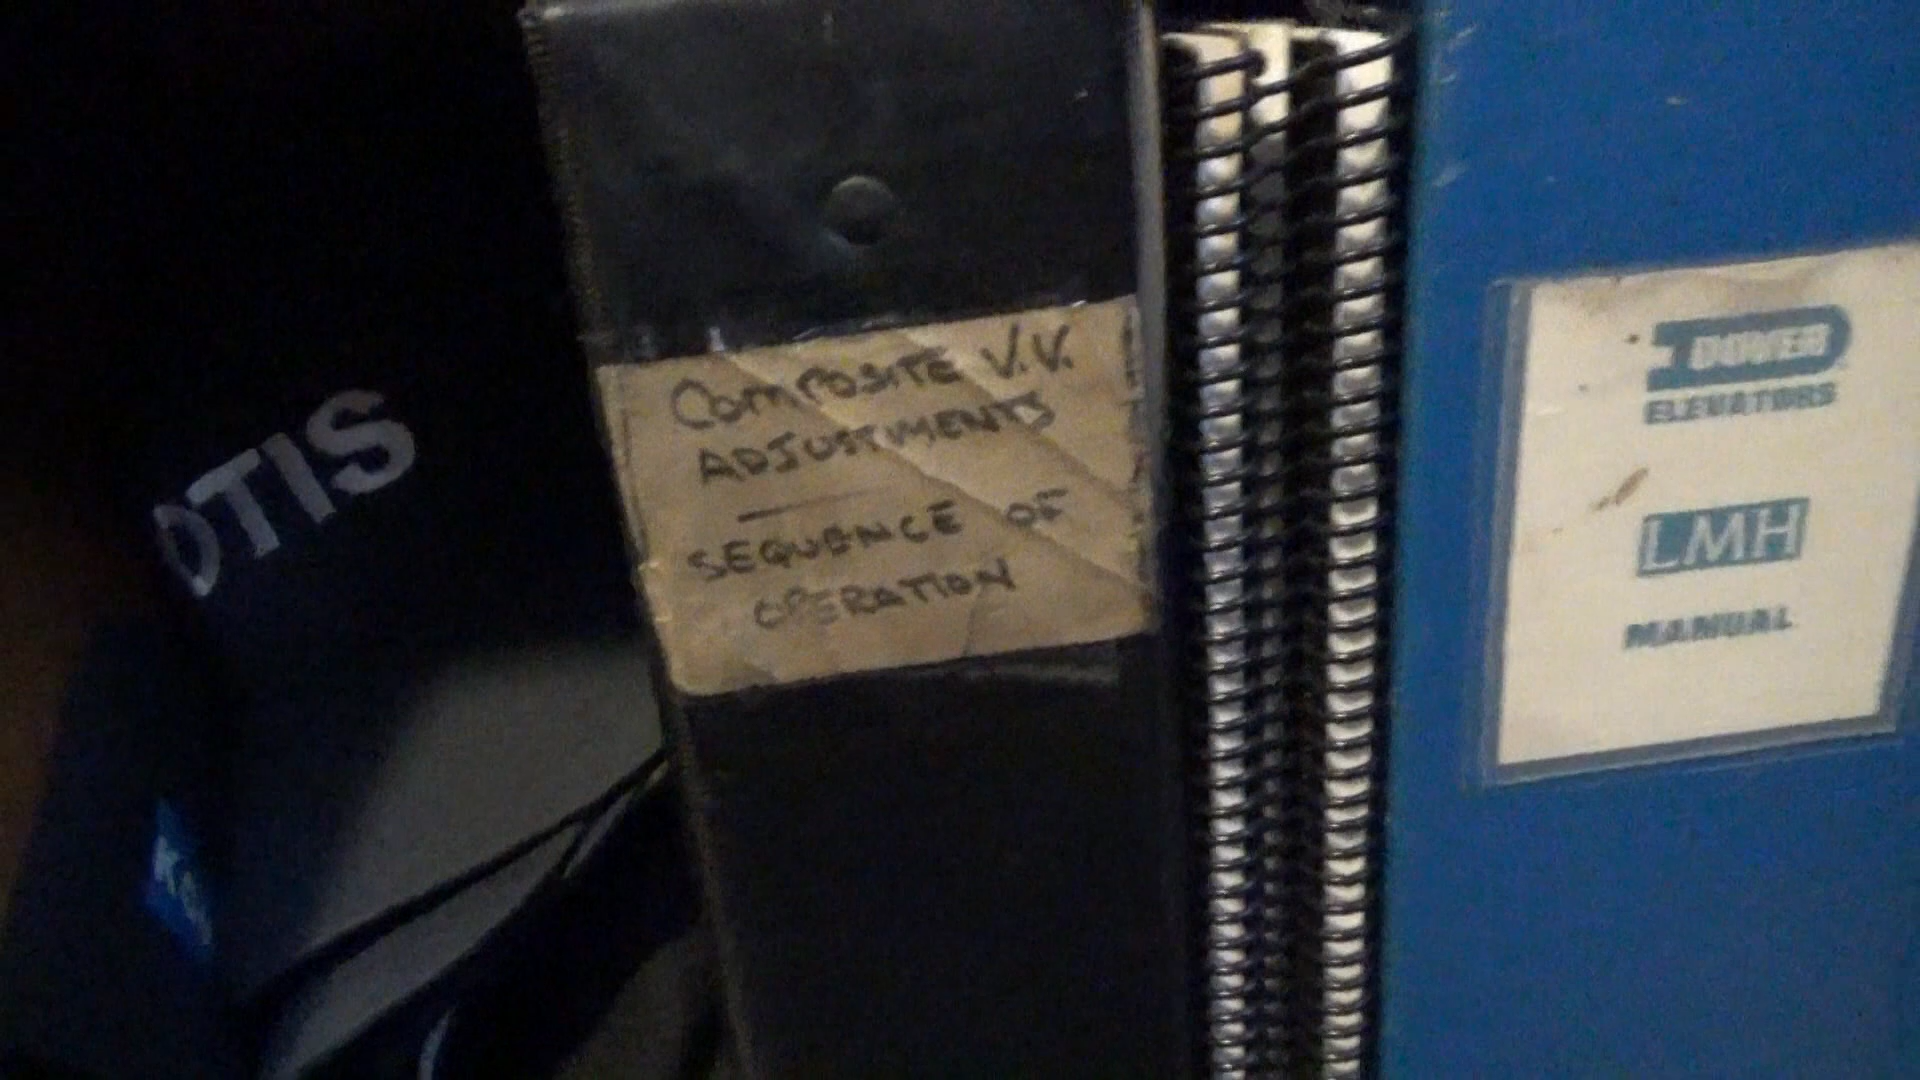 OTIS
COMPOSITE V.V.
ADJUSTMENTS
SEQUENCE OF
OPERATION
DOVER
ELEVATORS
LMH
MANUAL